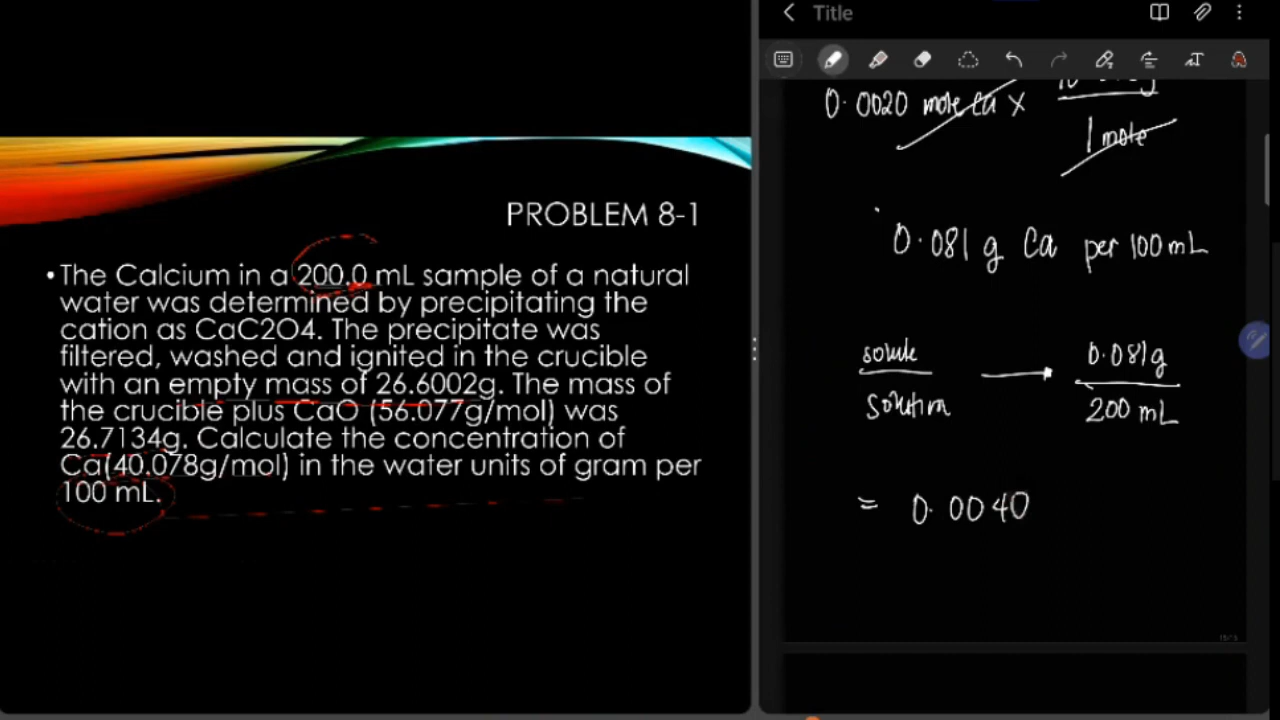 PROBLEM 8-1
• The Calcium in a 200.0 mL sample of a natural
water was determined by precipitating the
cation as CaC2O4. The precipitate was
filtered, washed and ignited in the crucible
with an empty mass of 26.6002g. The mass of
the crucible plus CaO (56.077g/mol) was
26.7134g. Calculate the concentration of
Ca(40.078g/mol) in the water units of gram per
100 mL.
Title
0.0020 mole Ca x
1 mole
0.081 g Ca per 100 mL
solute
solution
0.081g
200 mL
= 0.0040